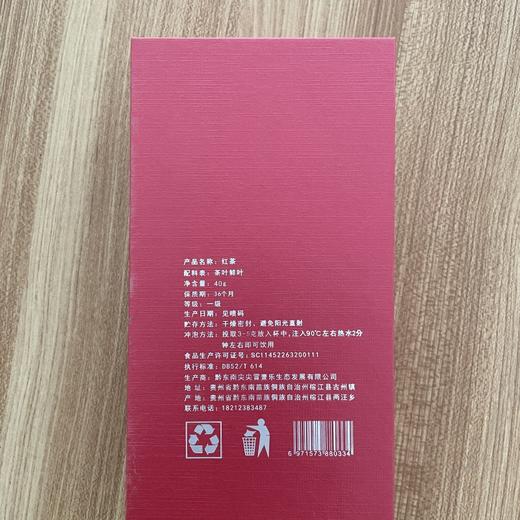 产品名称：红茶
配料表：茶叶鲜叶
净含量：40g
保质期：36个月
等级：一级
生产日期：见喷码
贮存方法：干燥密封、避免阳光直射
冲泡方法：投取3-5克放入杯中，注入90℃左右热水2分
钟左右即可饮用
食品生产许可证号：SC11452263200111
执行标准：DB52/T 614
生产商：黔东南尖尖冒景乐生态发展有限公司
地 址：贵州省黔东南苗族侗族自治州榕江县古州镇
产 地：贵州省黔东南苗族侗族自治州榕江县两汪乡
联系电话：18212383487
6 971573 880334